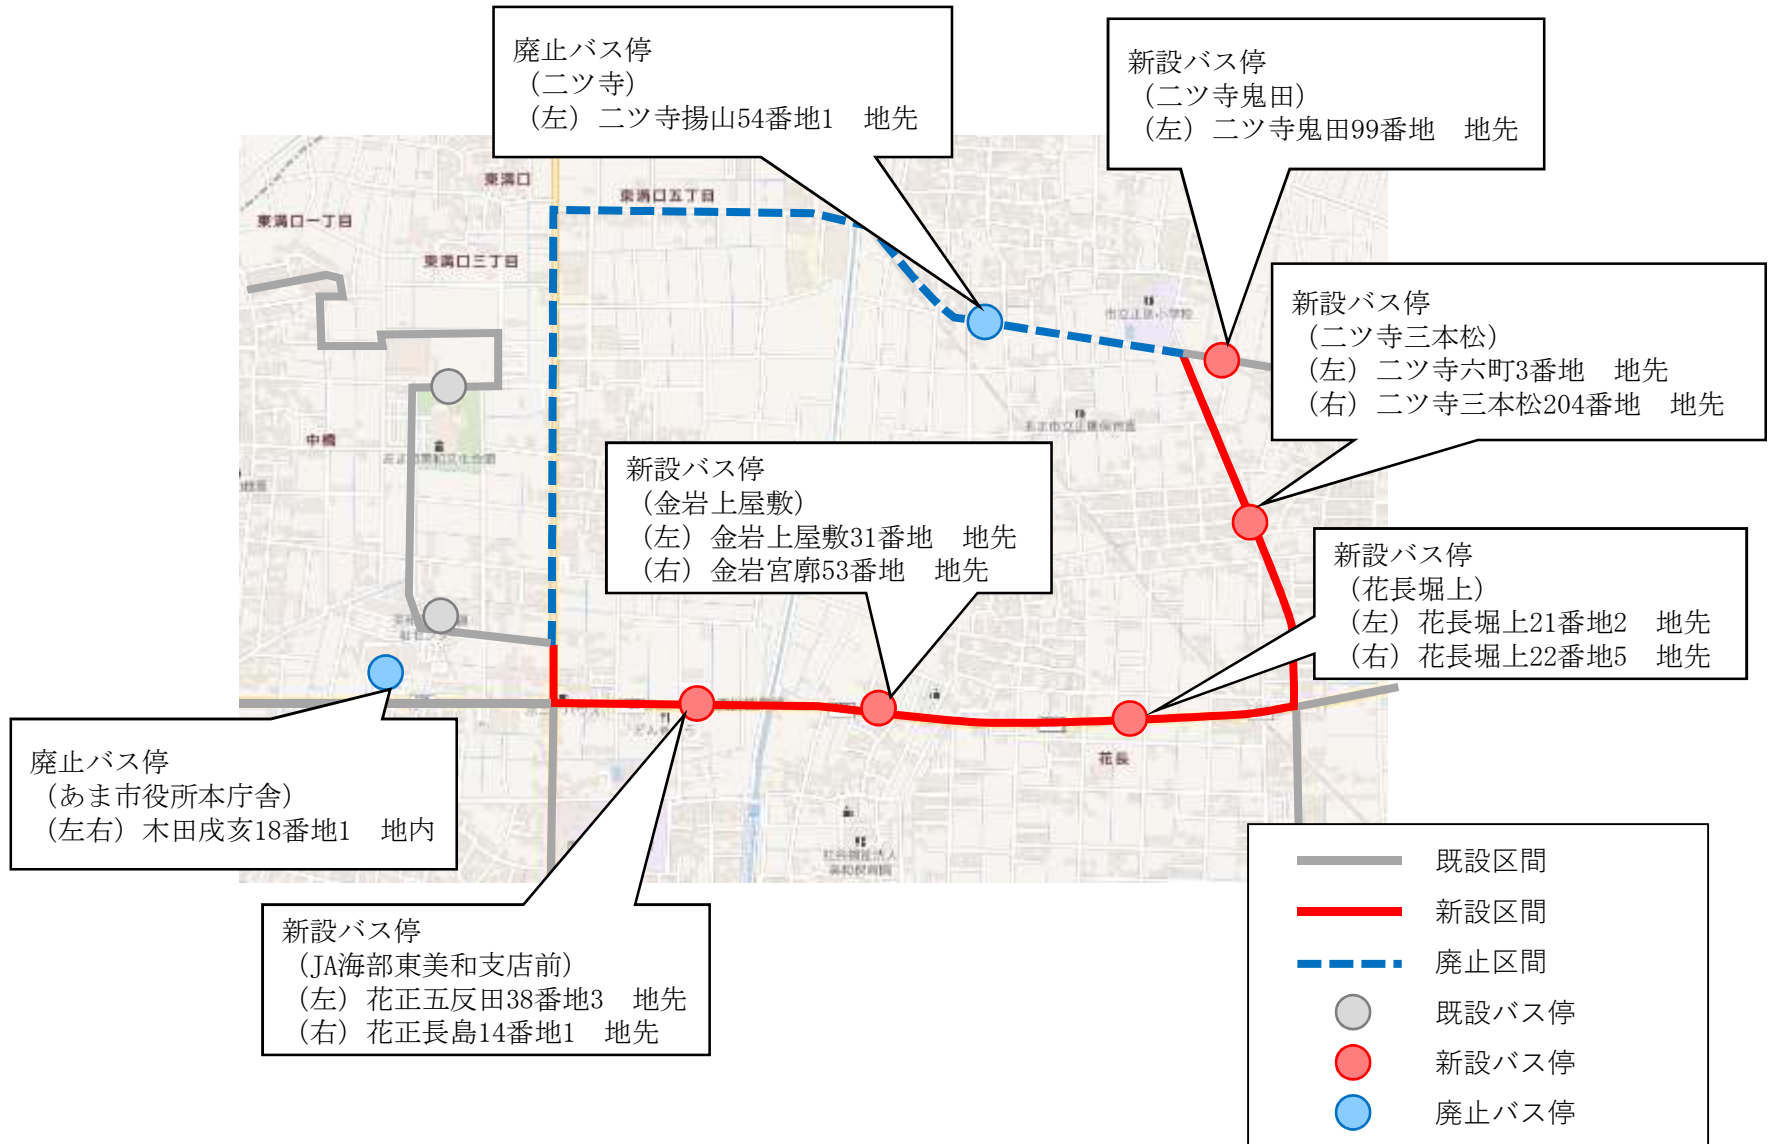 廃止バス停
（二ツ寺）
（左）二ツ寺揚山54番地1　地先
新設バス停
（二ツ寺鬼田）
（左）二ツ寺鬼田99番地　地先
東溝口
東溝口五丁目
東溝口一丁目
東溝口三丁目
新設バス停
（二ツ寺三本松）
（左）二ツ寺六町3番地　地先
（右）二ツ寺三本松204番地　地先
中橋
新設バス停
（金岩上屋敷）
（左）金岩上屋敷31番地　地先
（右）金岩宮廓53番地　地先
新設バス停
（花長堀上）
（左）花長堀上21番地2　地先
（右）花長堀上22番地5　地先
花長
廃止バス停
（あま市役所本庁舎）
（左右）木田戌亥18番地1　地内
新設バス停
（JA海部東美和支店前）
（左）花正五反田38番地3　地先
（右）花正長島14番地1　地先
既設区間
新設区間
廃止区間
既設バス停
新設バス停
廃止バス停